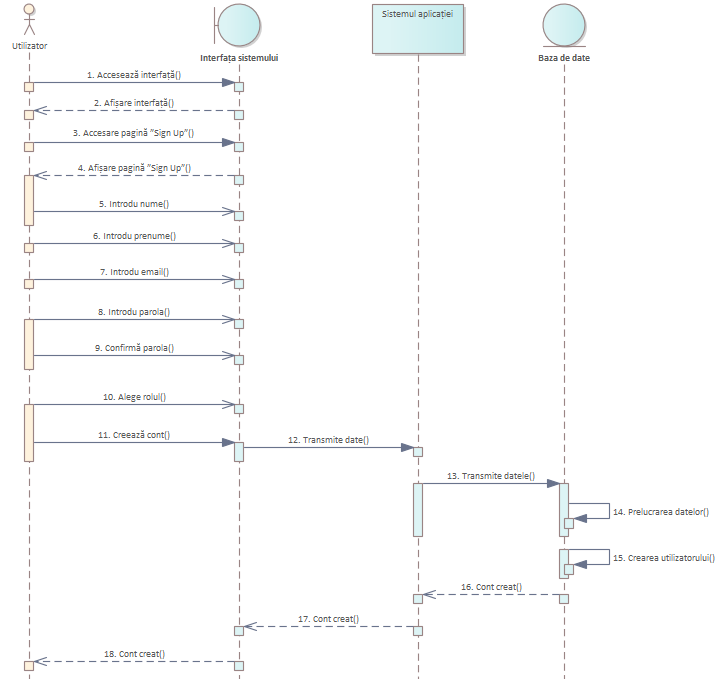 Utilizator
Interfața sistemului
Sistemul aplicației
Baza de date
1. Accesează interfață()
2. Afișare interfață()
3. Accesare pagină "Sign Up"()
4. Afișare pagină "Sign Up"()
5. Introdu nume()
6. Introdu prenume()
7. Introdu email()
8. Introdu parola()
9. Confirmă parola()
10. Alege rolul()
11. Creează cont()
12. Transmite date()
13. Transmite datele()
14. Prelucrarea datelor()
15. Crearea utilizatorului()
16. Cont creat()
17. Cont creat()
18. Cont creat()